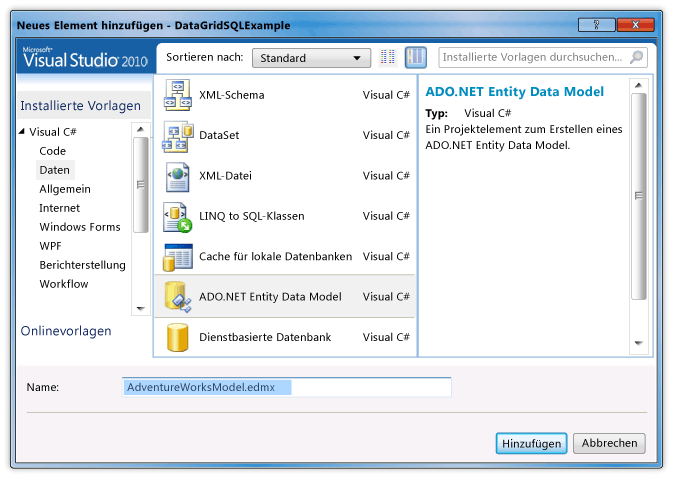 Neues Element hinzufügen - DataGridSQLExample
Microsoft®
Visual Studio 2010
Sortieren nach: Standard
Installierte Vorlagen durchsuchen...
Installierte Vorlagen
Visual C#
Code
Daten
Allgemein
Internet
Windows Forms
WPF
Berichterstellung
Workflow
Onlinevorlagen
XML-Schema Visual C#
DataSet Visual C#
XML-Datei Visual C#
LINQ to SQL-Klassen Visual C#
Cache für lokale Datenbanken Visual C#
ADO.NET Entity Data Model Visual C#
Dienstbasierte Datenbank Visual C#
ADO.NET Entity Data Model
Typ: Visual C#
Ein Projektelement zum Erstellen eines
ADO.NET Entity Data Model.
Name: AdventureWorksModel.edmx
Hinzufügen Abbrechen